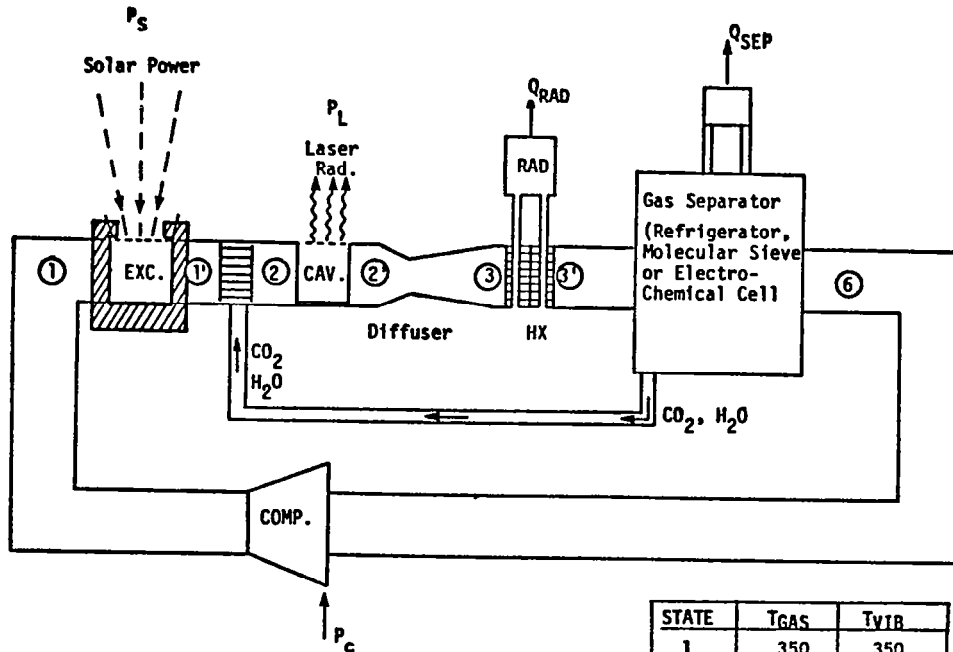 P_S
Solar Power
Q_SEP
Q_RAD
P_L
Laser
Rad.
RAD
Gas Separator
(Refrigerator,
Molecular Sieve
or Electro-
Chemical Cell
1
EXC.
1'
2
CAV.
2'
3
3'
6
Diffuser
HX
CO2
H2O
CO2, H2O
COMP.
P_C
STATE TGAS TVIB
1 350 350